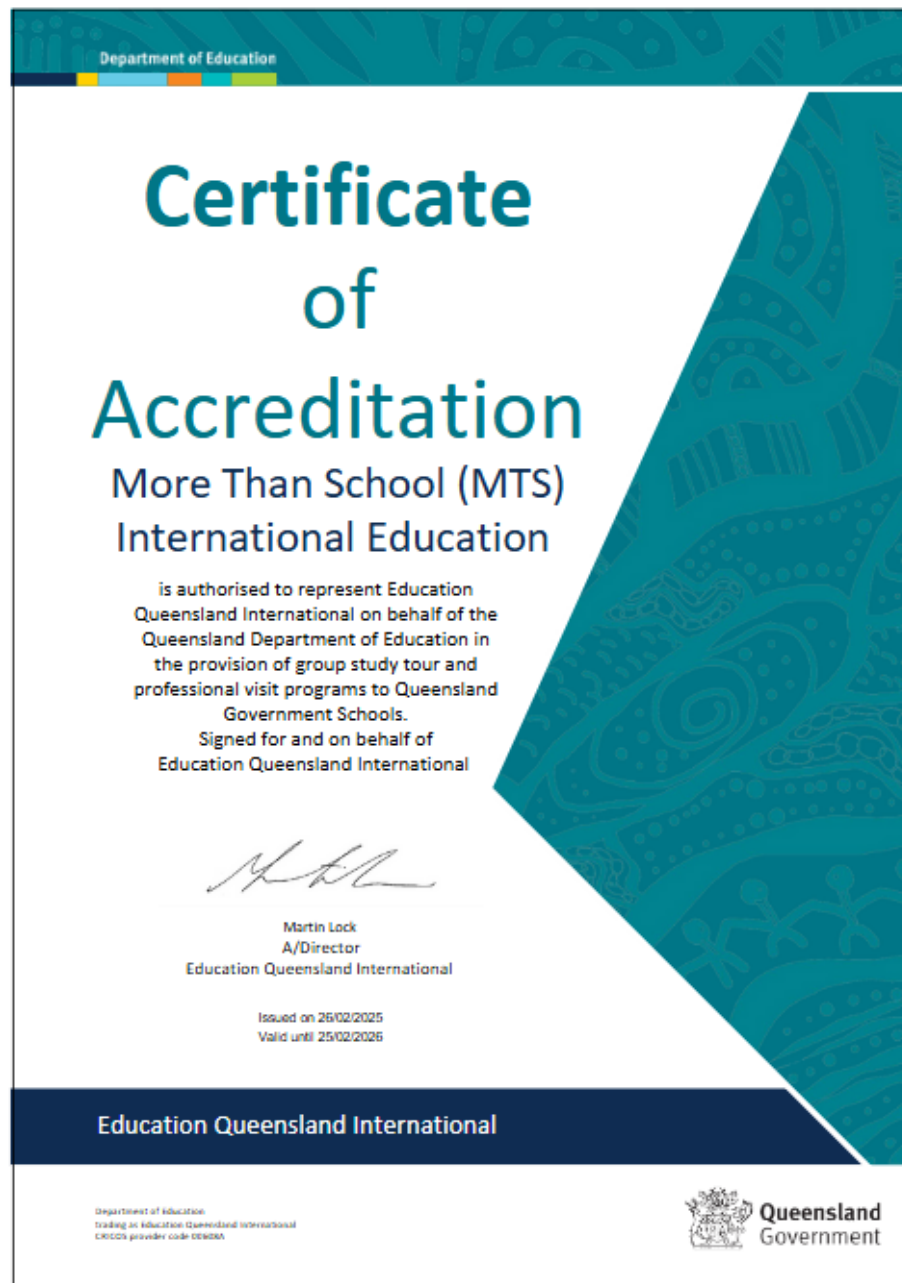 Department of Education
Certificate
of
Accreditation
More Than School (MTS)
International Education
is authorised to represent Education
Queensland International on behalf of the
Queensland Department of Education in
the provision of group study tour and
professional visit programs to Queensland
Government Schools.
Signed for and on behalf of
Education Queensland International
Martin Lock
A/Director
Education Queensland International
Issued on 26/02/2025
Valid until 25/02/2026
Education Queensland International
Department of Education
trading as Education Queensland International
CRICOS provider code 00608A
Queensland
Government